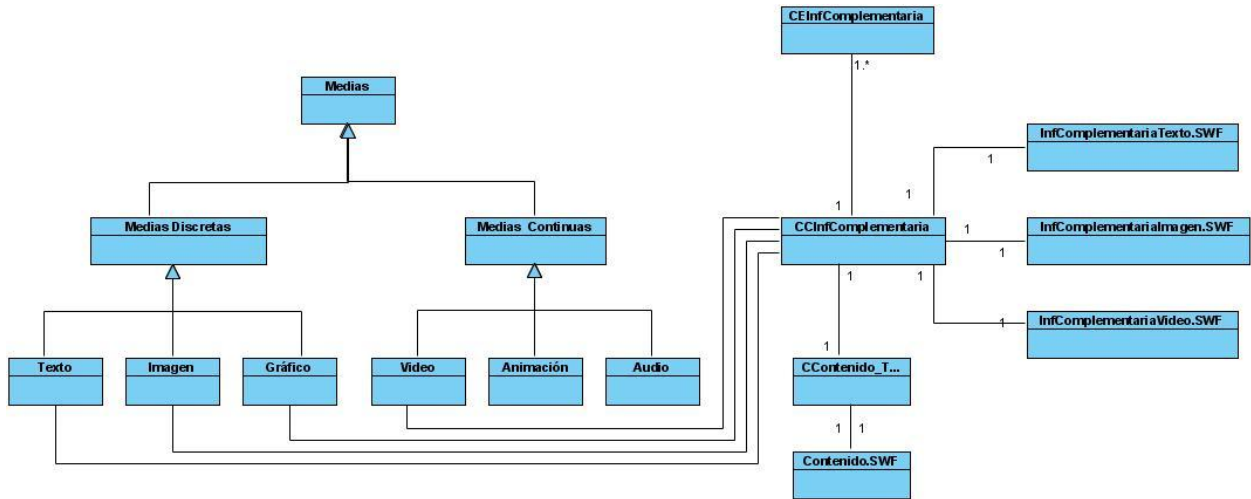 CEInfComplementaria
1.*
Medias
InfComplementariaTexto.SWF
1
1
1
Medias Discretas
Medias Continuas
CCInfComplementaria
1
InfComplementariaImagen.SWF
1
1
1
InfComplementariaVideo.SWF
1
1
Texto
Imagen
Gráfico
Video
Animación
Audio
CContenido_T...
1
1
Contenido.SWF